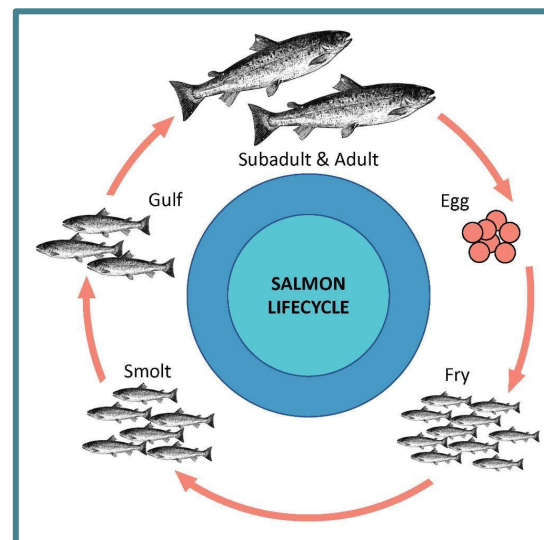 Subadult & Adult
Gulf
Egg
SALMON
LIFECYCLE
Smolt
Fry